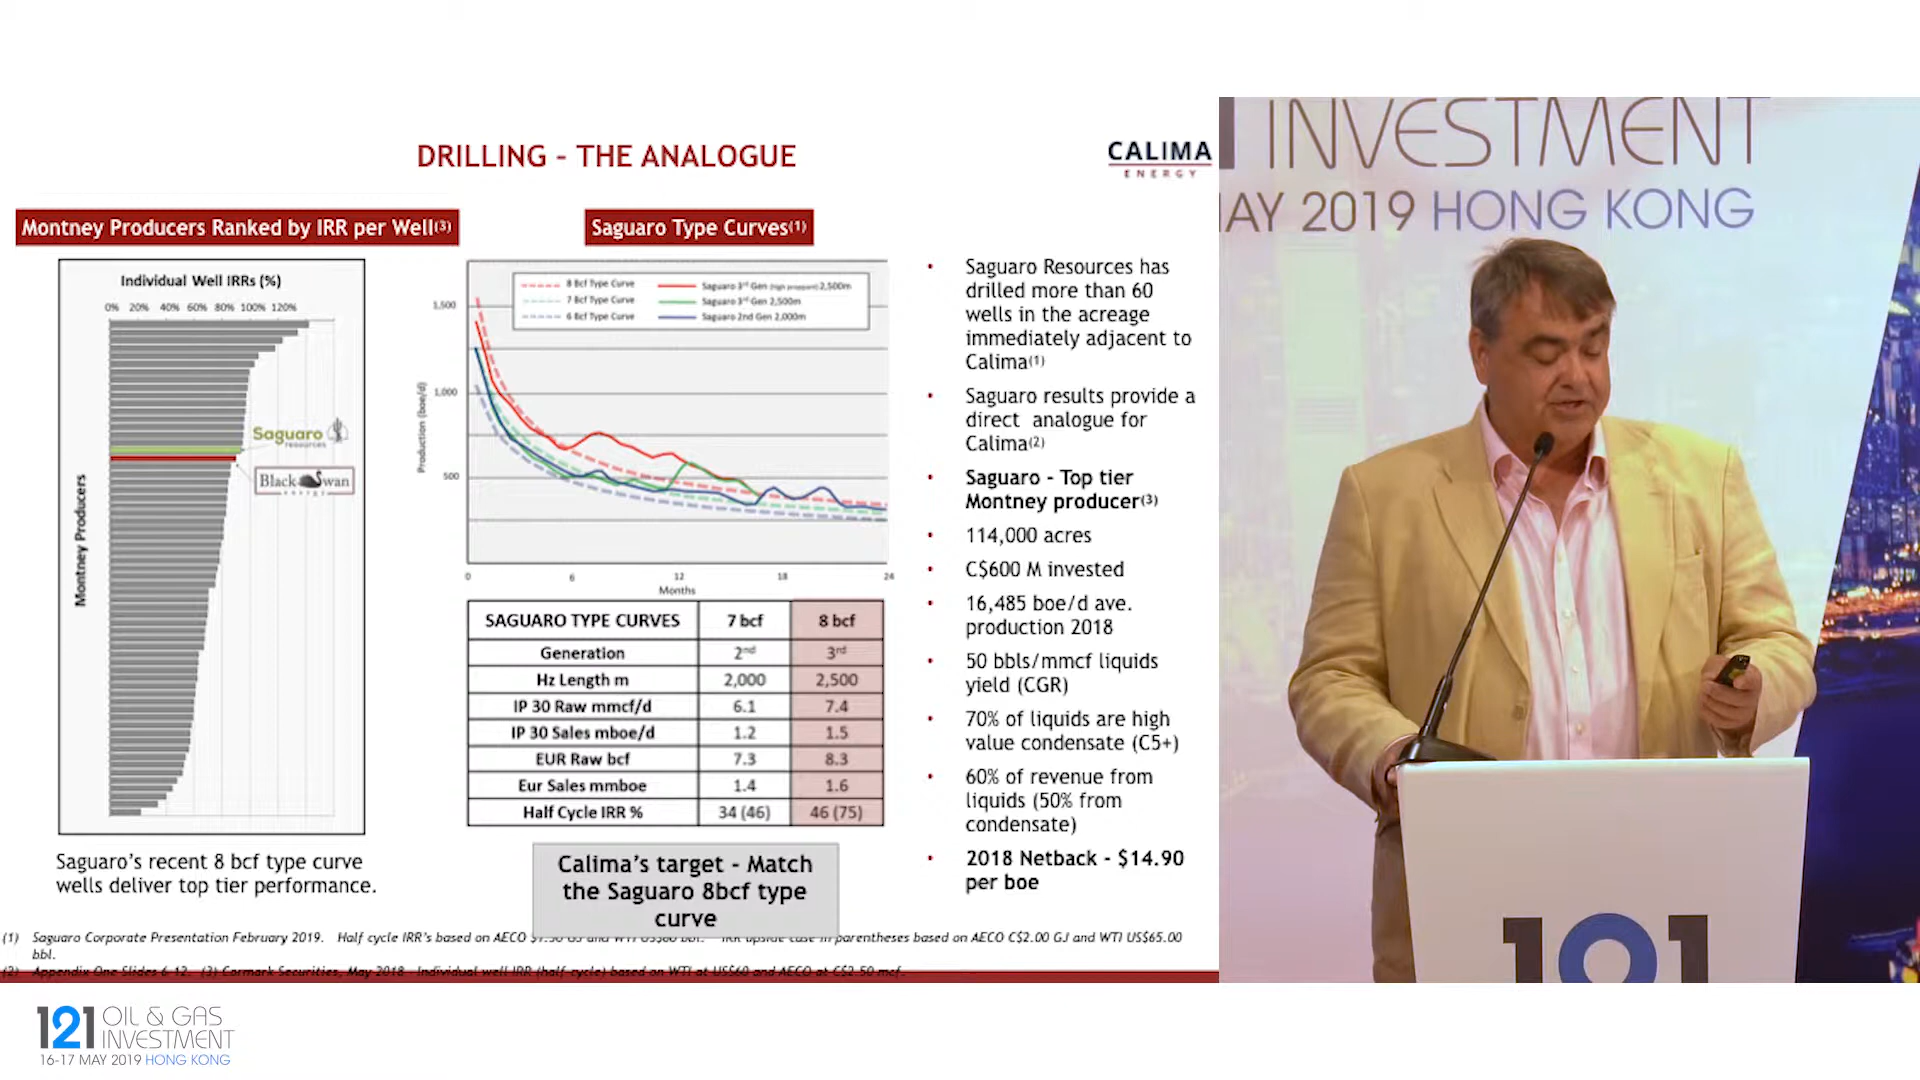 DRILLING – THE ANALOGUE
CALIMA
ENERGY
Montney Producers Ranked by IRR per Well(3)
Individual Well IRRs (%)
0% 20% 40% 60% 80% 100% 120%
Montney Producers
Saguaro
resources
Black Swan
energy
Saguaro's recent 8 bcf type curve
wells deliver top tier performance.
Saguaro Type Curves(1)
8 Bcf Type Curve
7 Bcf Type Curve
6 Bcf Type Curve
Saguaro 3rd Gen (high proppant) 2,500m
Saguaro 3rd Gen 2,500m
Saguaro 2nd Gen 2,000m
Production (boe/d)
1,500
1,000
500
0 6 12 18 24
Months
SAGUARO TYPE CURVES 7 bcf 8 bcf
Generation 2nd 3rd
Hz Length m 2,000 2,500
IP 30 Raw mmcf/d 6.1 7.4
IP 30 Sales mboe/d 1.2 1.5
EUR Raw bcf 7.3 8.3
Eur Sales mmboe 1.4 1.6
Half Cycle IRR % 34 (46) 46 (75)
Calima's target - Match
the Saguaro 8bcf type
curve
• Saguaro Resources has
drilled more than 60
wells in the acreage
immediately adjacent to
Calima(1)
• Saguaro results provide a
direct analogue for
Calima(2)
• Saguaro - Top tier
Montney producer(3)
• 114,000 acres
• C$600 M invested
• 16,485 boe/d ave.
production 2018
• 50 bbls/mmcf liquids
yield (CGR)
• 70% of liquids are high
value condensate (C5+)
• 60% of revenue from
liquids (50% from
condensate)
• 2018 Netback - $14.90
per boe
(1) Saguaro Corporate Presentation February 2019. Half cycle IRR's based on AECO $1.50 GJ and WTI US$60 bbl. IRR upside case in parentheses based on AECO C$2.00 GJ and WTI US$65.00
bbl.
(2) Appendix One Slides 6-12. (3) Cormark Securities, May 2018 - Individual well IRR (half cycle) based on WTI at US$60 and AECO at C$2.50 mcf.
INVESTMENT
AY 2019 HONG KONG
121
121 OIL & GAS
INVESTMENT
16-17 MAY 2019 HONG KONG